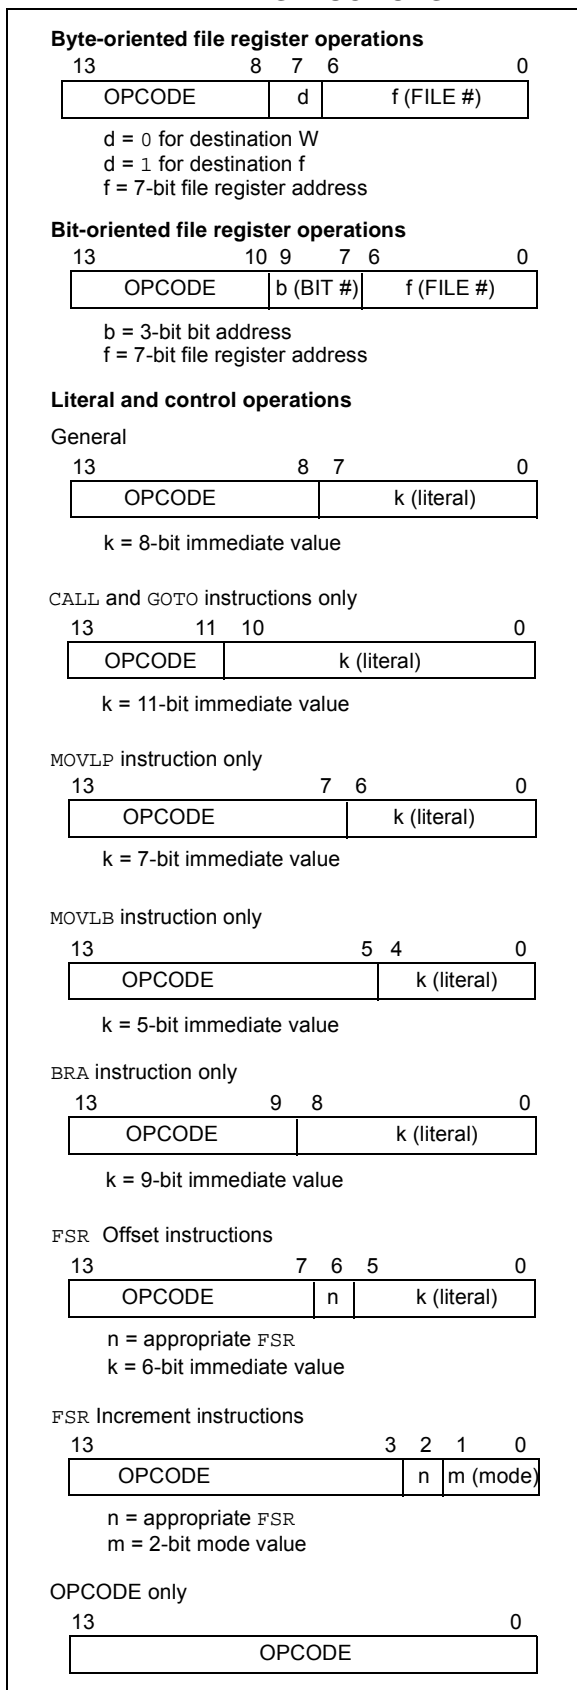 Byte-oriented file register operations
13 8 7 6 0
OPCODE d f (FILE #)
d = 0 for destination W
d = 1 for destination f
f = 7-bit file register address
Bit-oriented file register operations
13 10 9 7 6 0
OPCODE b (BIT #) f (FILE #)
b = 3-bit bit address
f = 7-bit file register address
Literal and control operations
General
13 8 7 0
OPCODE k (literal)
k = 8-bit immediate value
CALL and GOTO instructions only
13 11 10 0
OPCODE k (literal)
k = 11-bit immediate value
MOVLP instruction only
13 7 6 0
OPCODE k (literal)
k = 7-bit immediate value
MOVLB instruction only
13 5 4 0
OPCODE k (literal)
k = 5-bit immediate value
BRA instruction only
13 9 8 0
OPCODE k (literal)
k = 9-bit immediate value
FSR Offset instructions
13 7 6 5 0
OPCODE n k (literal)
n = appropriate FSR
k = 6-bit immediate value
FSR Increment instructions
13 3 2 1 0
OPCODE n m (mode)
n = appropriate FSR
m = 2-bit mode value
OPCODE only
13 0
OPCODE